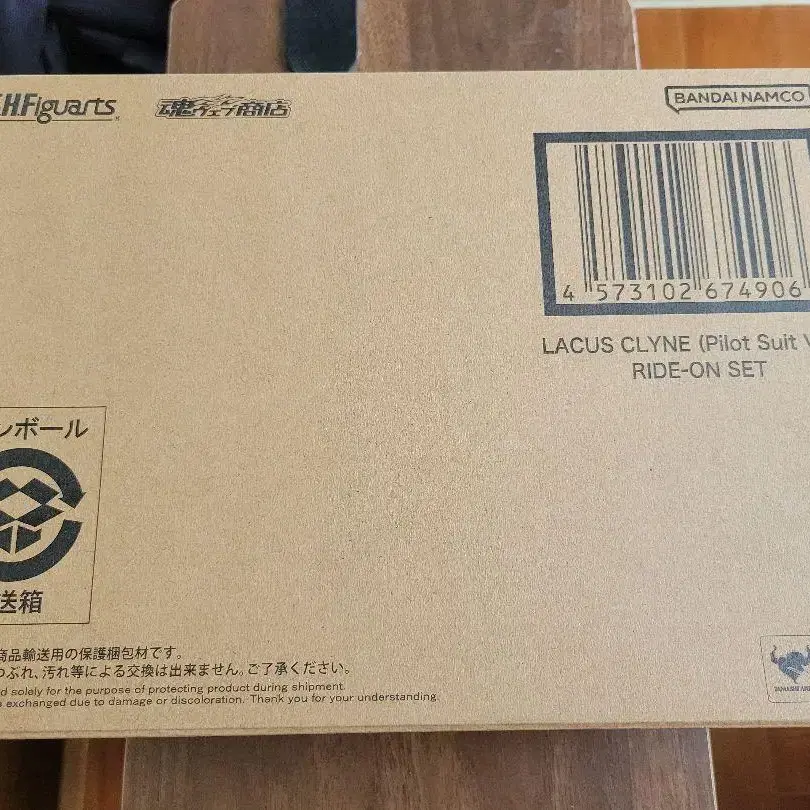 .H.Figuarts
魂ウェブ商店
BANDAI NAMCO
4 573102 674906
LACUS CLYNE (Pilot Suit V
RIDE-ON SET
ンボール
送箱
商品輸送用の保護梱包材です。
つぶれ、汚れ等による交換は出来ません。ご了承ください。
d solely for the purpose of protecting product during shipment.
exchanged due to damage or discoloration. Thank you for your understanding.